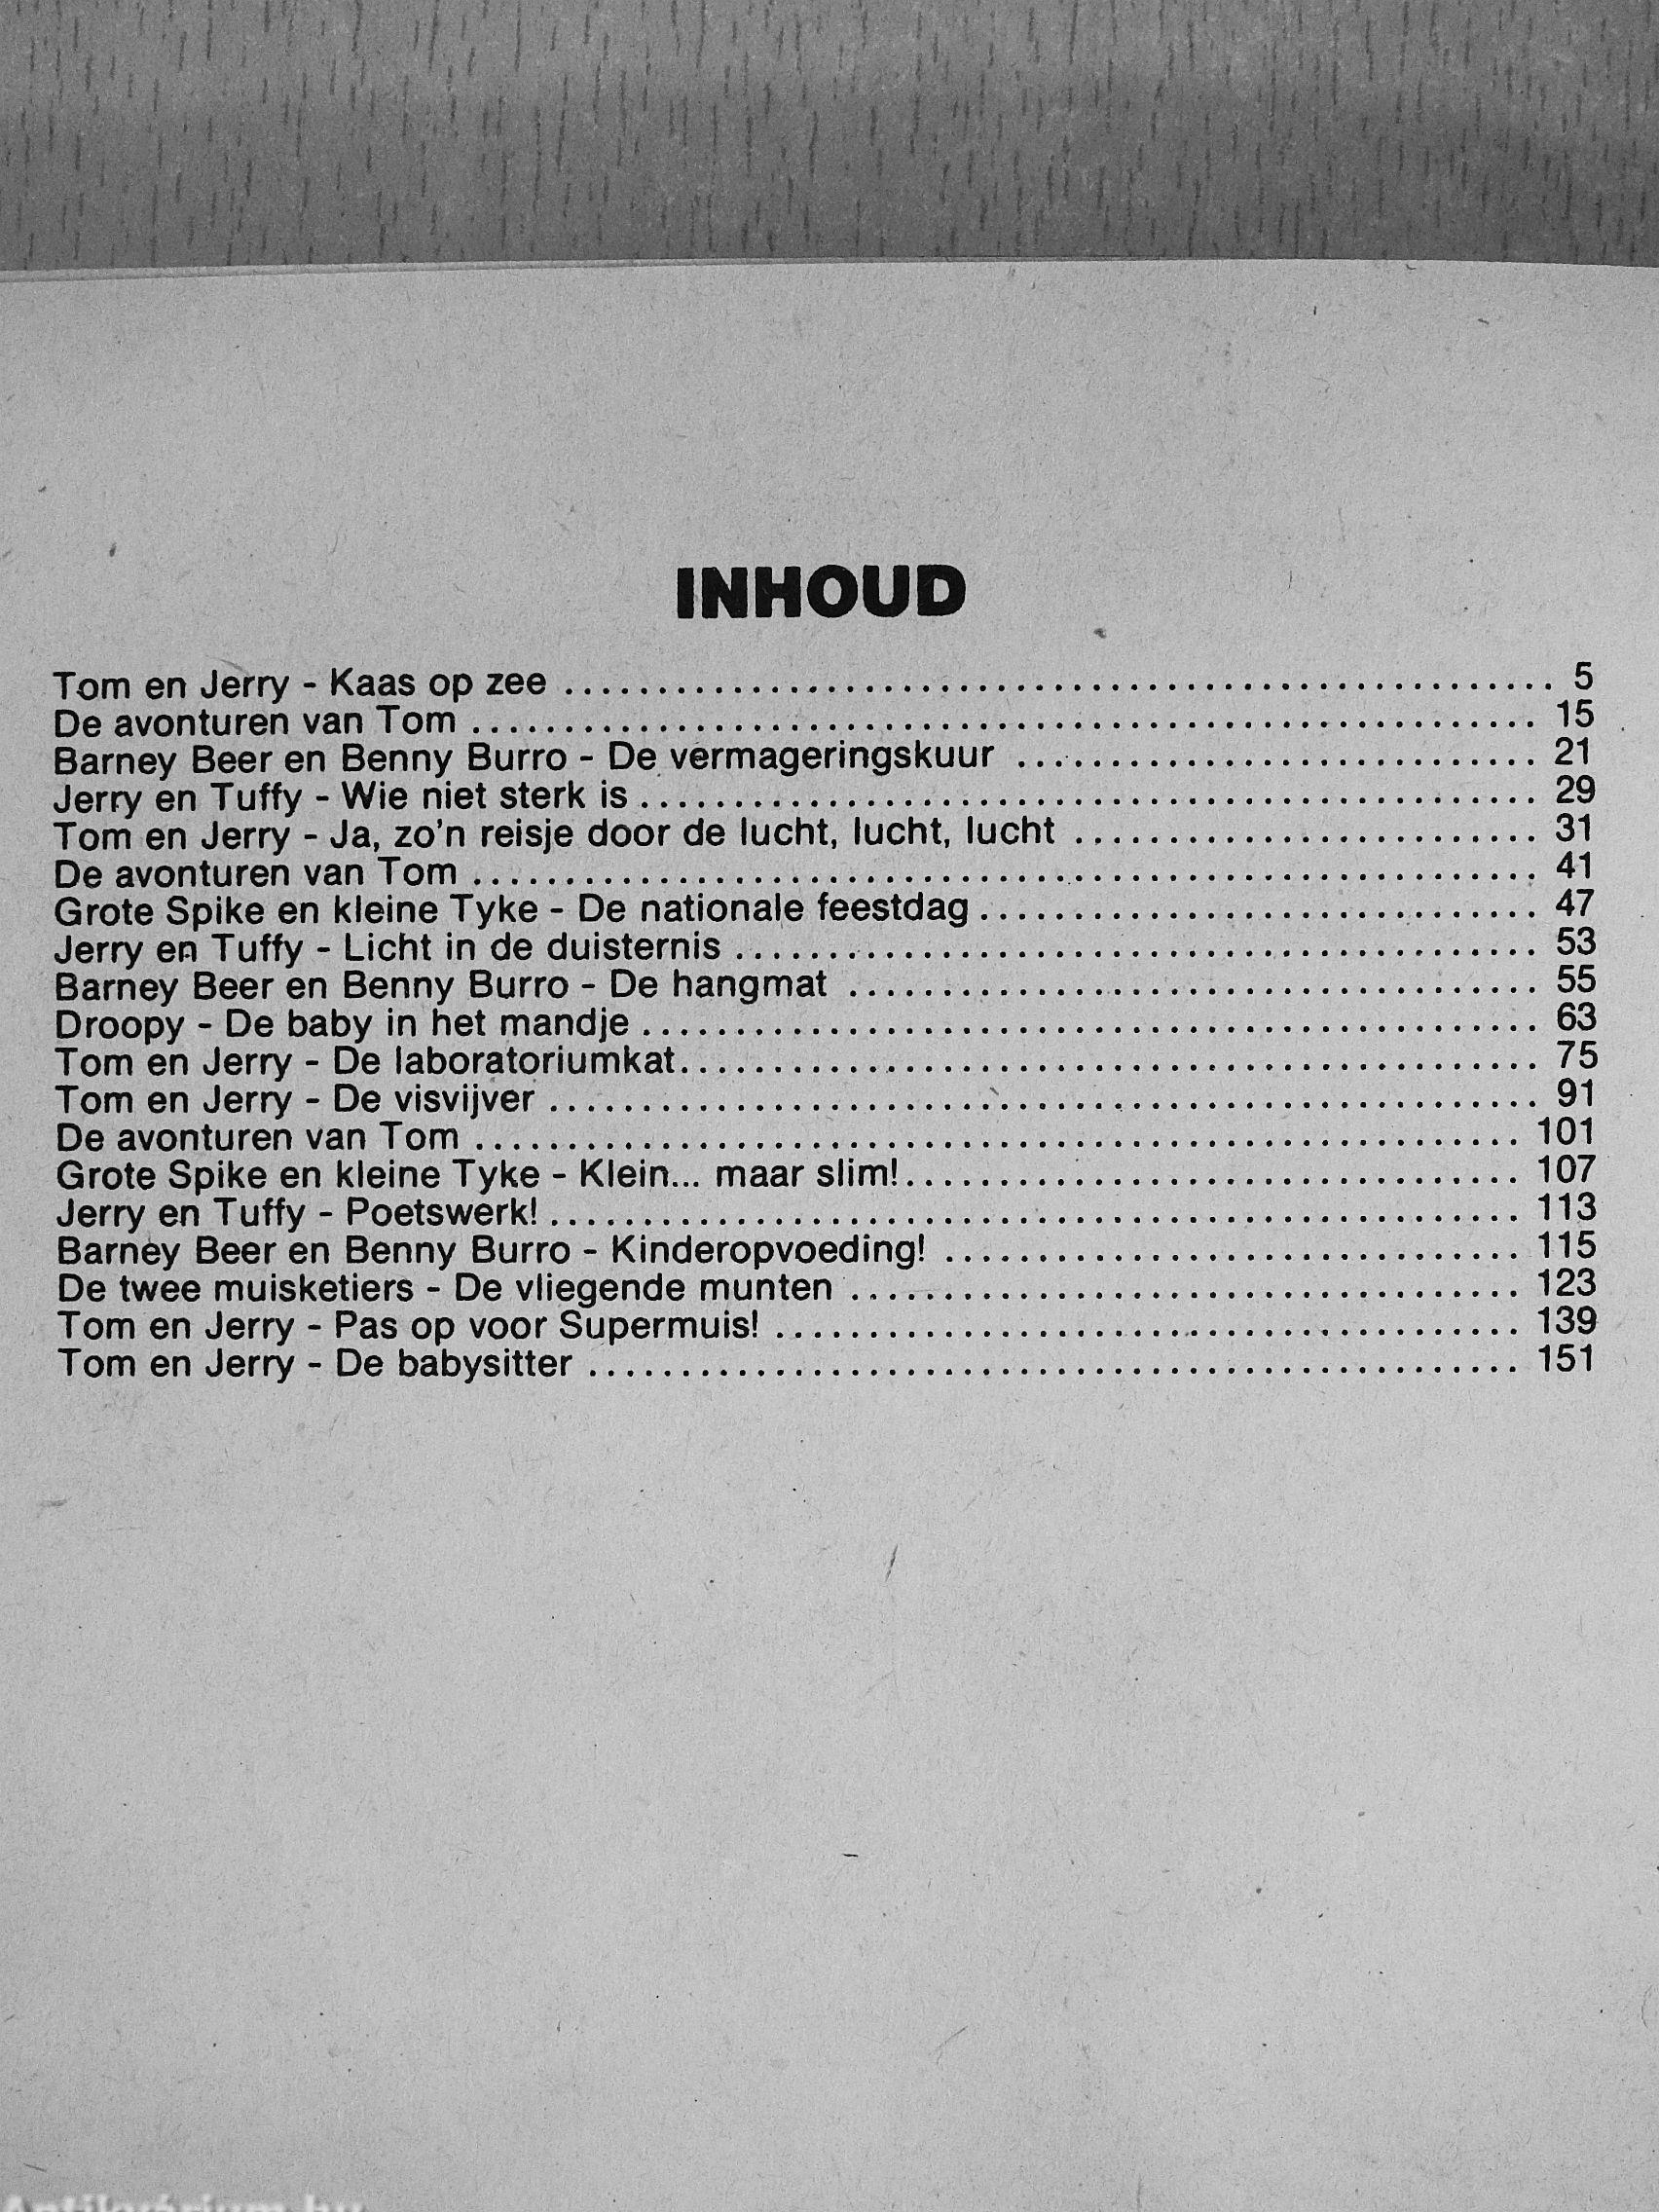 INHOUD
Tom en Jerry - Kaas op zee ..................................................... 5
De avonturen van Tom ......................................................... 15
Barney Beer en Benny Burro - De vermageringskuur ............................ 21
Jerry en Tuffy - Wie niet sterk is ................................................ 29
Tom en Jerry - Ja, zo'n reisje door de lucht, lucht, lucht ......................... 31
De avonturen van Tom ......................................................... 41
Grote Spike en kleine Tyke - De nationale feestdag .............................. 47
Jerry en Tuffy - Licht in de duisternis ........................................... 53
Barney Beer en Benny Burro - De hangmat ..................................... 55
Droopy - De baby in het mandje ................................................ 63
Tom en Jerry - De laboratoriumkat .............................................. 75
Tom en Jerry - De visvijver ..................................................... 91
De avonturen van Tom ........................................................ 101
Grote Spike en kleine Tyke - Klein... maar slim! ................................. 107
Jerry en Tuffy - Poetswerk! .................................................... 113
Barney Beer en Benny Burro - Kinderopvoeding! ............................... 115
De twee muisketiers - De vliegende munten .................................... 123
Tom en Jerry - Pas op voor Supermuis! ........................................ 139
Tom en Jerry - De babysitter .................................................. 151
Antikvárium.hu